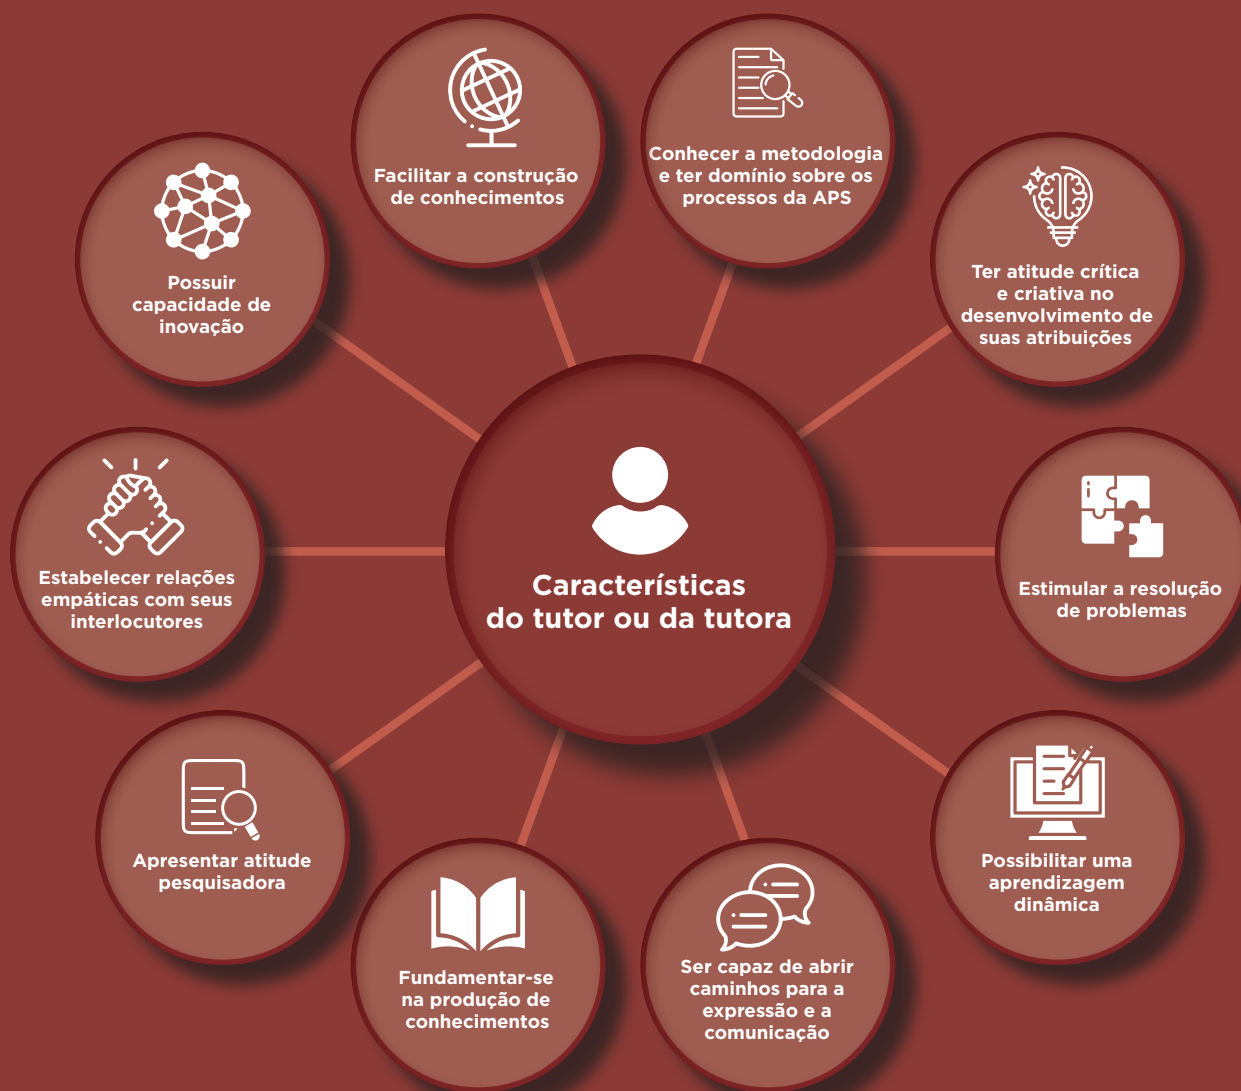 Facilitar a construção
de conhecimentos
Conhecer a metodologia
e ter domínio sobre os
processos da APS
Ter atitude crítica
e criativa no
desenvolvimento de
suas atribuições
Possuir
capacidade de
inovação
Estabelecer relações
empáticas com seus
interlocutores
Características
do tutor ou da tutora
Estimular a resolução
de problemas
Apresentar atitude
pesquisadora
Possibilitar uma
aprendizagem
dinâmica
Fundamentar-se
na produção de
conhecimentos
Ser capaz de abrir
caminhos para a
expressão e a
comunicação